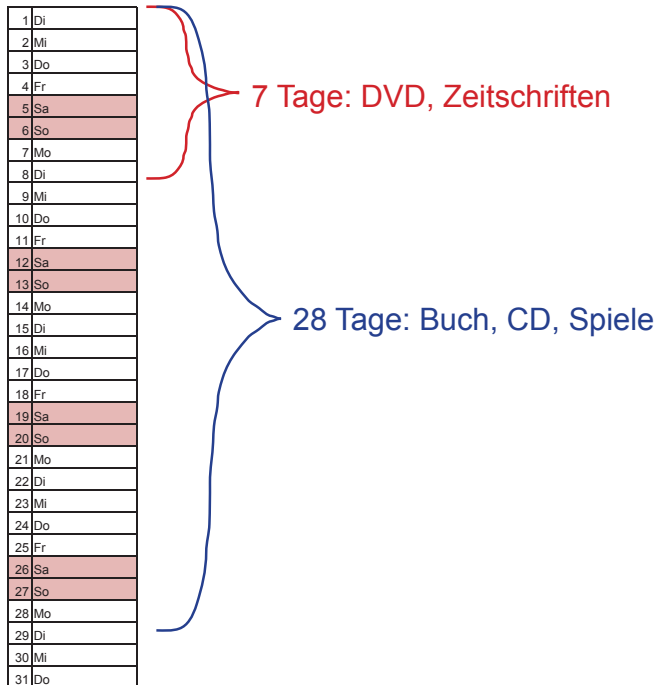 1 Di
2 Mi
3 Do
4 Fr
7 Tage: DVD, Zeitschriften
5 Sa
6 So
7 Mo
8 Di
9 Mi
10 Do
11 Fr
12 Sa
13 So
14 Mo
28 Tage: Buch, CD, Spiele
15 Di
16 Mi
17 Do
18 Fr
19 Sa
20 So
21 Mo
22 Di
23 Mi
24 Do
25 Fr
26 Sa
27 So
28 Mo
29 Di
30 Mi
31 Do